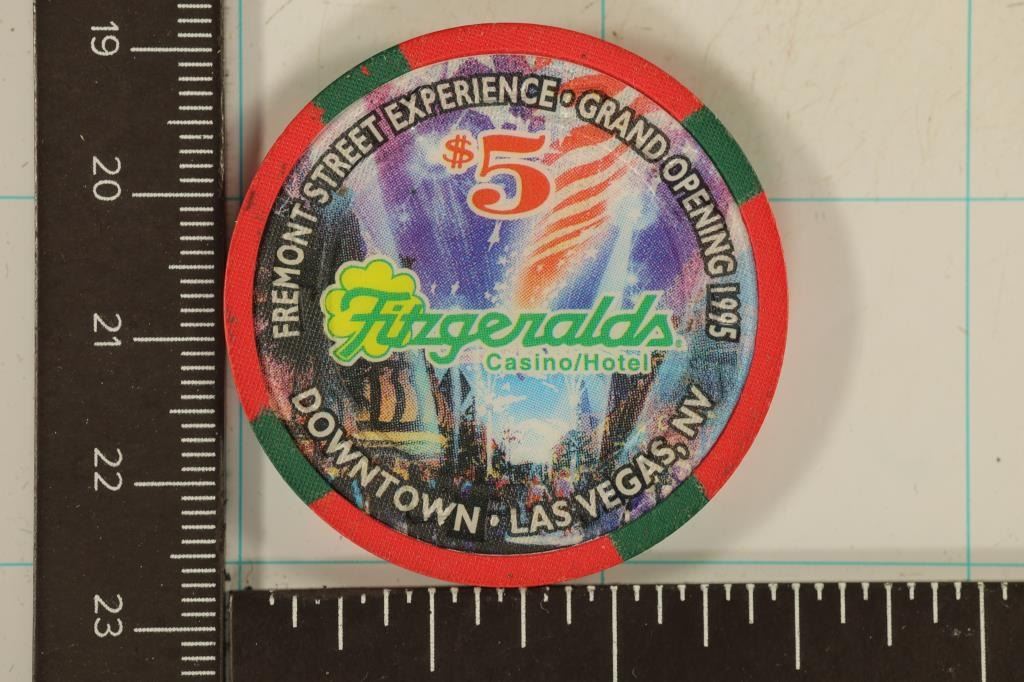 FREMONT STREET EXPERIENCE • GRAND OPENING 1995
$5
Fitzgeralds
Casino/Hotel
DOWNTOWN • LAS VEGAS, NV
19
20
21
22
23